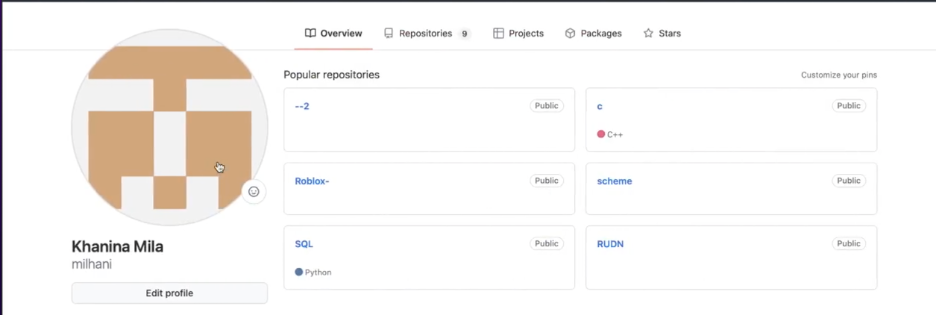 Overview Repositories 9 Projects Packages Stars
Popular repositories Customize your pins
--2 Public
c Public
C++
Roblox- Public
scheme Public
SQL Public
Python
RUDN Public
Khanina Mila
milhani
Edit profile